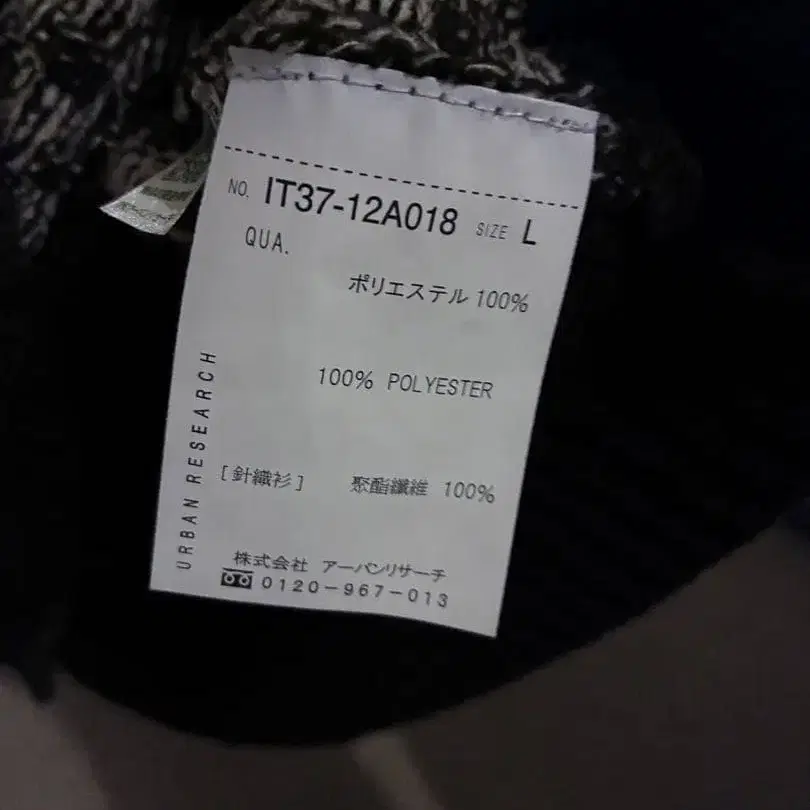 NO. IT37-12A018 SIZE L
QUA.
ポリエステル 100%
100% POLYESTER
[針織衫] 聚酯纖維 100%
URBAN RESEARCH
株式会社 アーバンリサーチ
0120-967-013